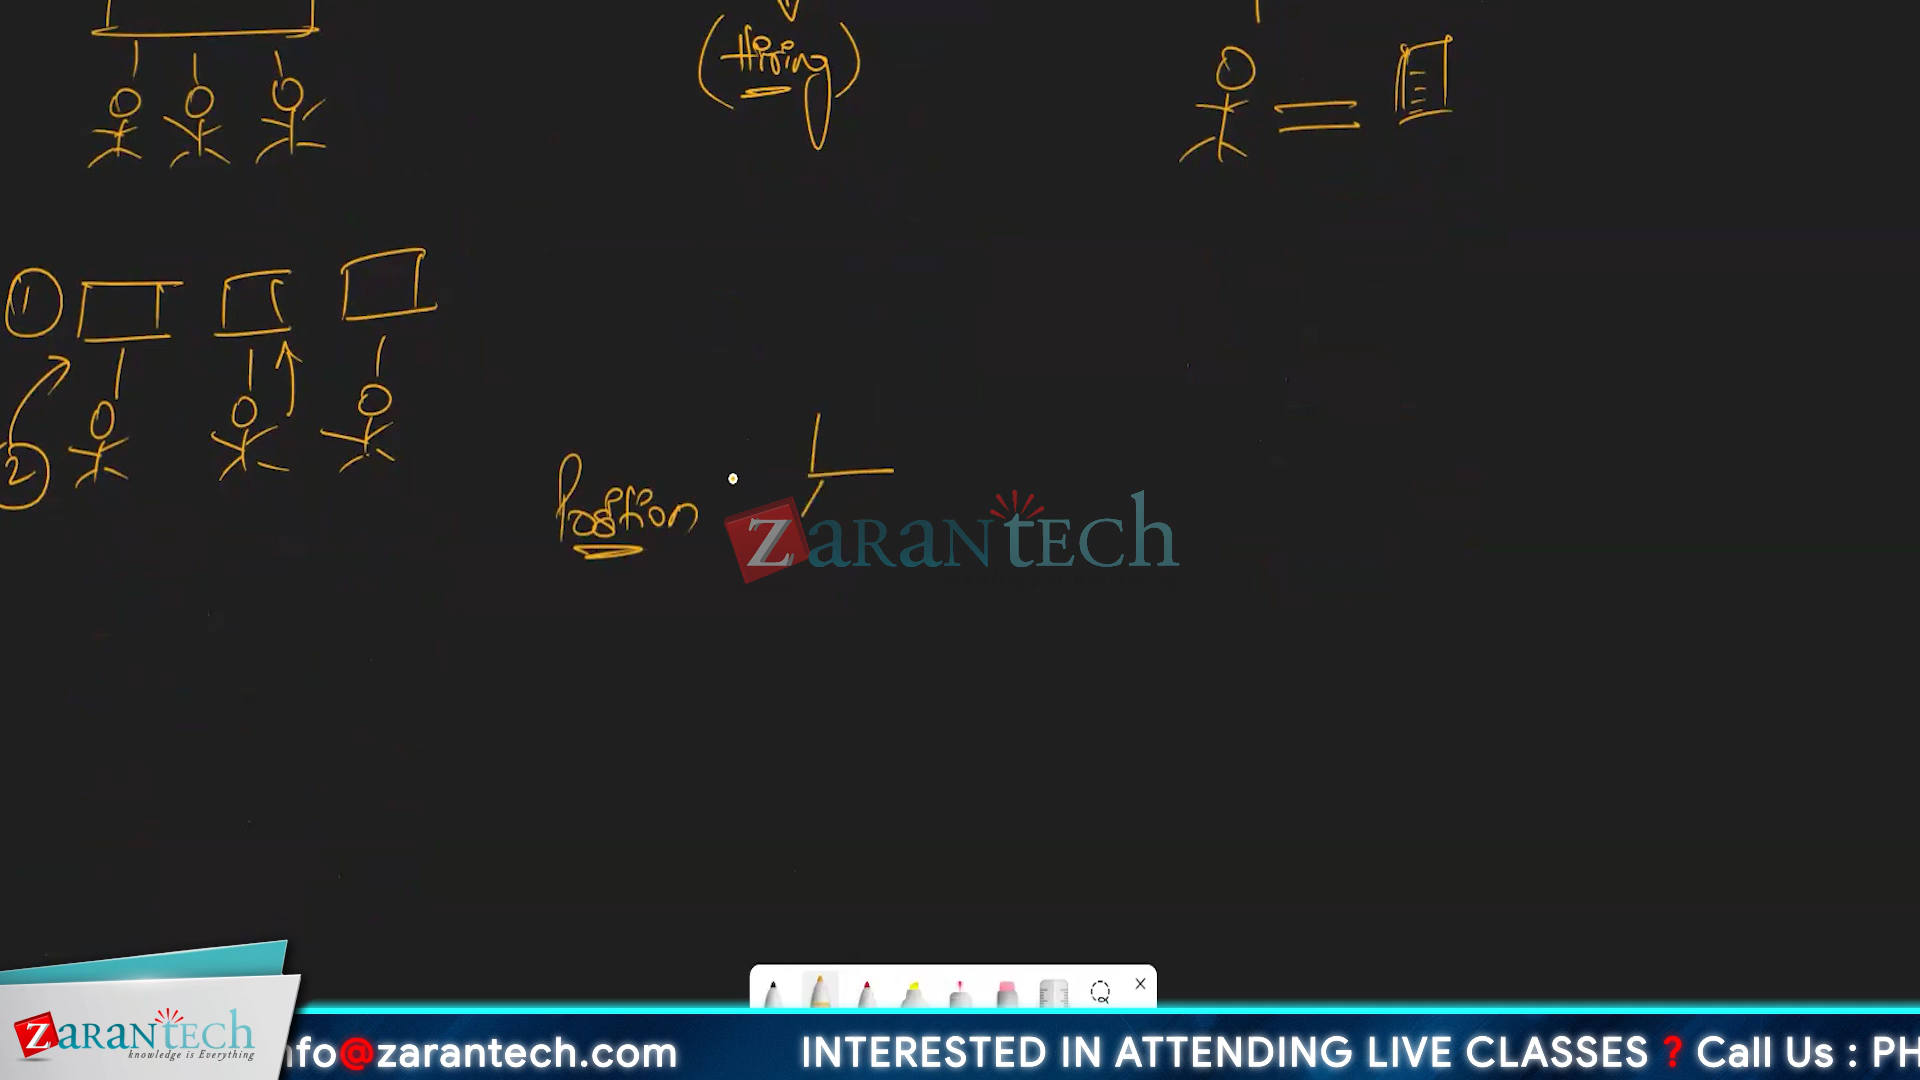 (Hiring)
1
2
Position
ZARANTECH
ZARANTECH
knowledge is Everything
nfo@zarantech.com INTERESTED IN ATTENDING LIVE CLASSES ? Call Us : PH